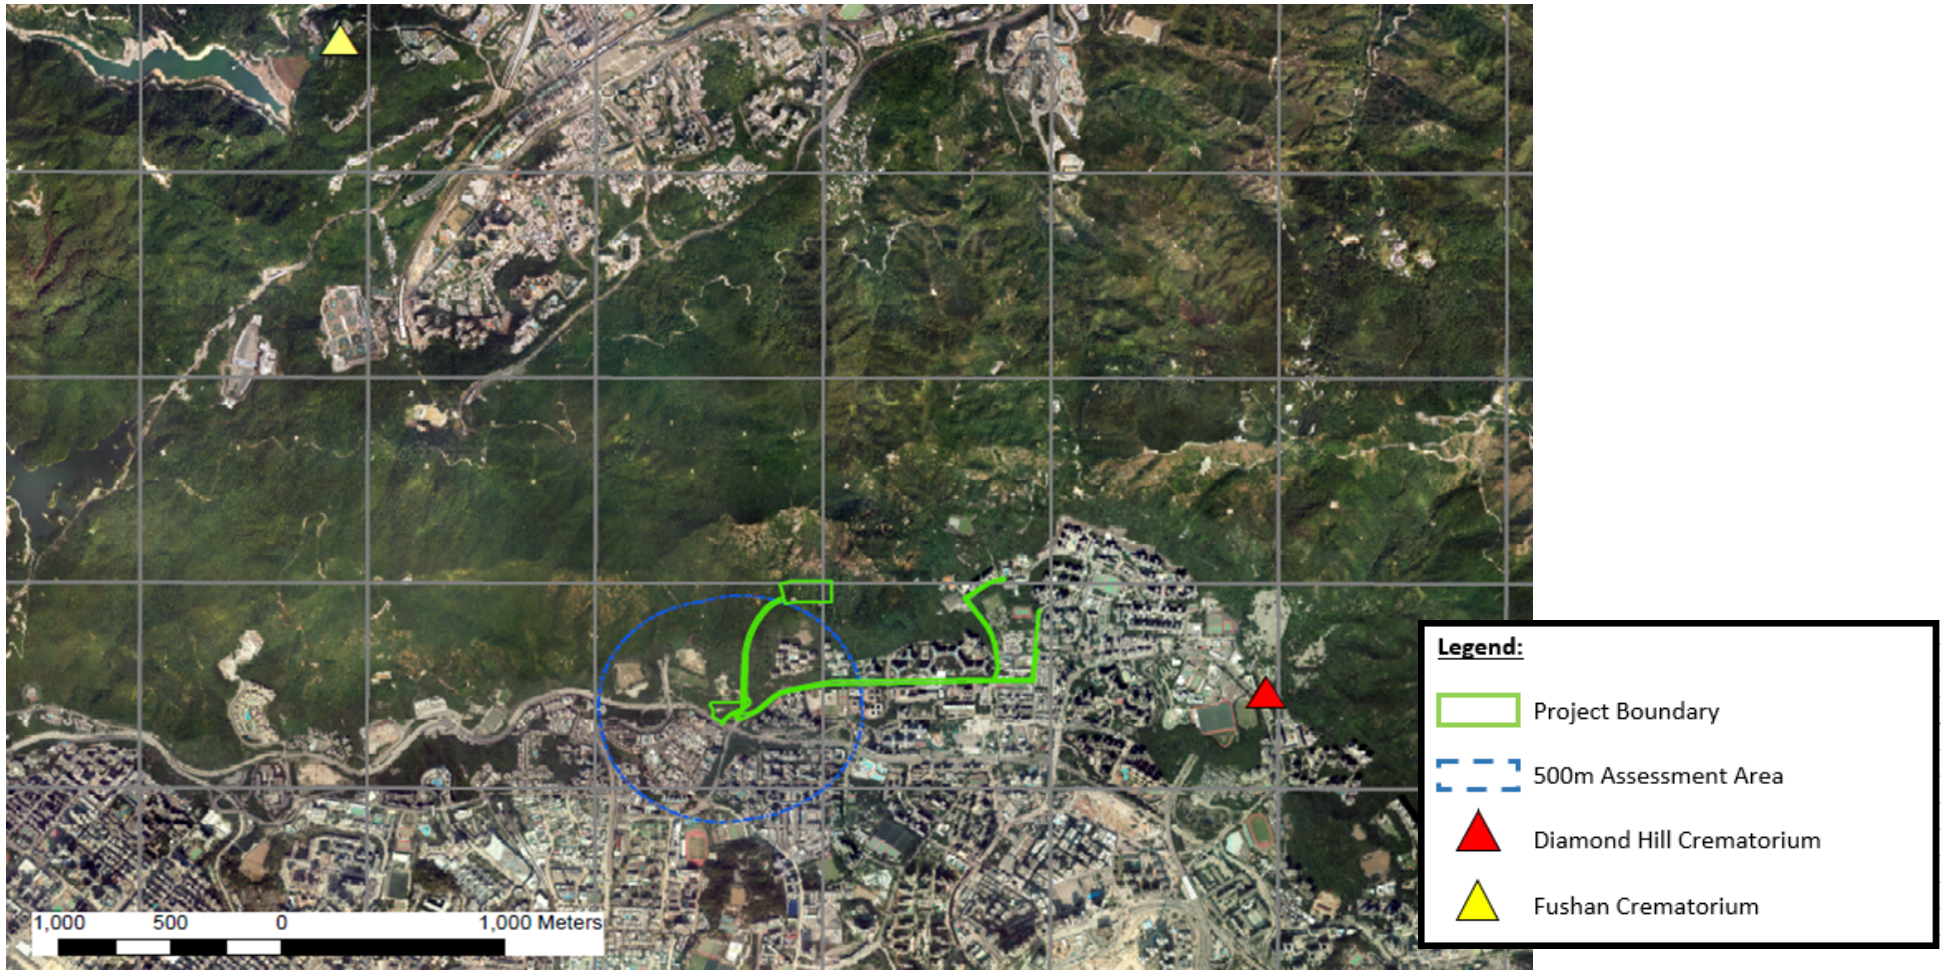 Legend:
Project Boundary
500m Assessment Area
Diamond Hill Crematorium
Fushan Crematorium
1,000 500 0 1,000 Meters